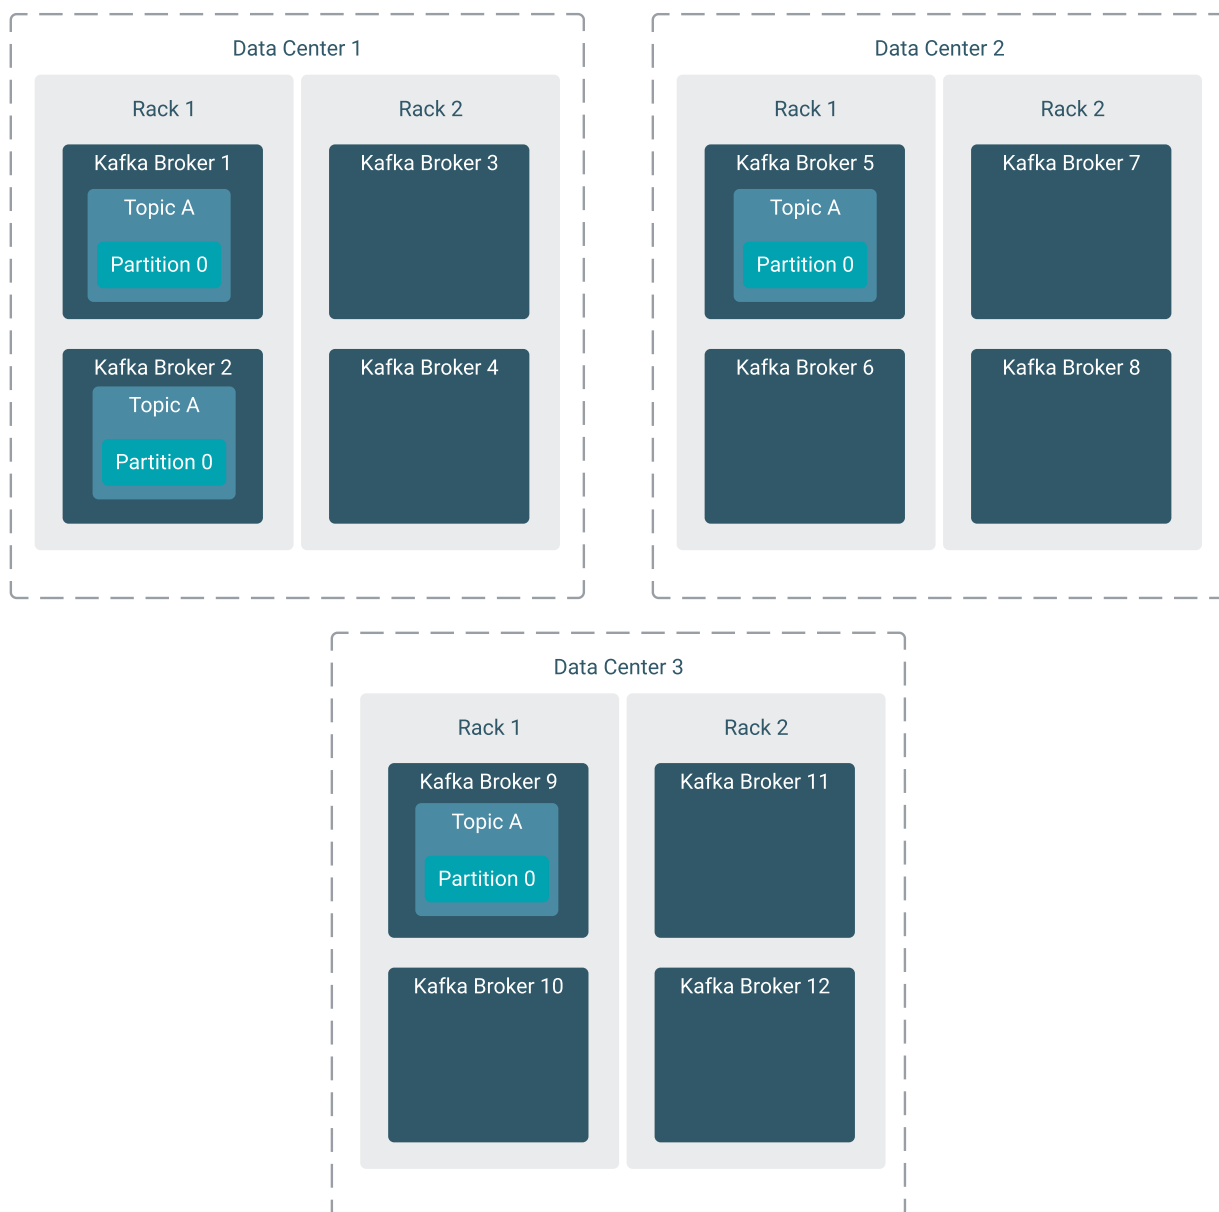 Data Center 1
Rack 1
Kafka Broker 1
Topic A
Partition 0
Kafka Broker 2
Topic A
Partition 0
Rack 2
Kafka Broker 3
Kafka Broker 4
Data Center 2
Rack 1
Kafka Broker 5
Topic A
Partition 0
Kafka Broker 6
Rack 2
Kafka Broker 7
Kafka Broker 8
Data Center 3
Rack 1
Kafka Broker 9
Topic A
Partition 0
Kafka Broker 10
Rack 2
Kafka Broker 11
Kafka Broker 12